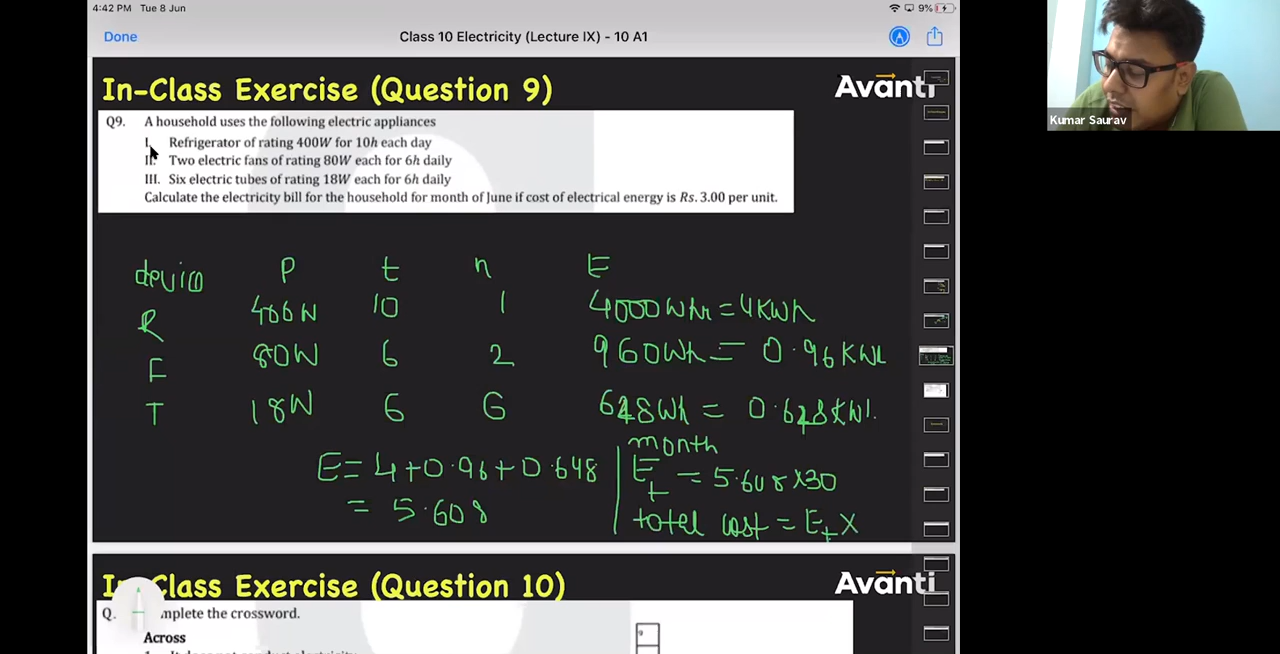 4:42 PM Tue 8 Jun
9%
Done
Class 10 Electricity (Lecture IX) - 10 A1
In-Class Exercise (Question 9)
Avanti
Kumar Saurav
Q9. A household uses the following electric appliances
I. Refrigerator of rating 400W for 10h each day
II. Two electric fans of rating 80W each for 6h daily
III. Six electric tubes of rating 18W each for 6h daily
Calculate the electricity bill for the household for month of June if cost of electrical energy is Rs. 3.00 per unit.
device P t n E
R 400W 10 1 4000Whr = 4KWh
F 80W 6 2 960Wh = 0.96KWh
T 18W 6 6 648Wh = 0.648KWh
E = 4+0.96+0.648
= 5.608
month
Et = 5.608×30
total cost = Et ×
In-Class Exercise (Question 10)
Avanti
Q. mplete the crossword.
Across
9